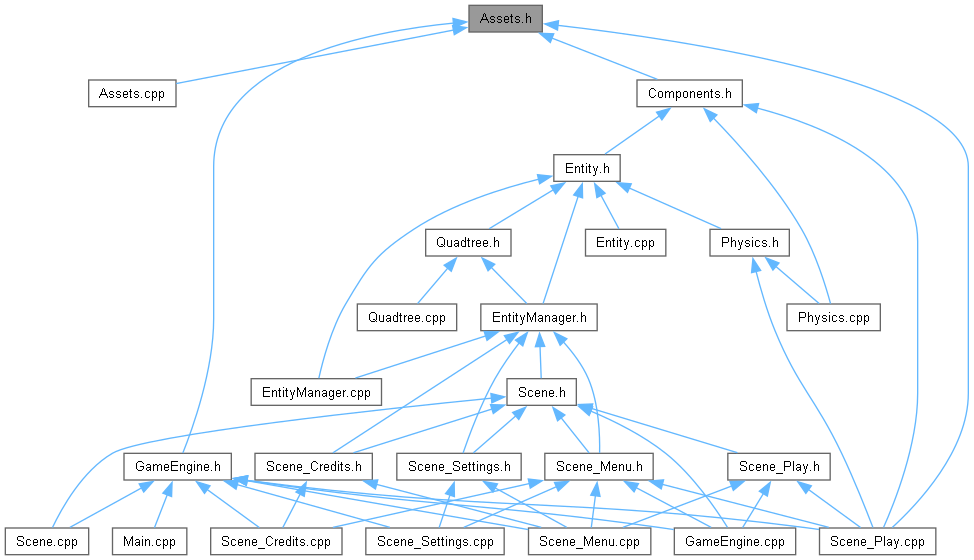 Assets.h
Assets.cpp
Components.h
Entity.h
Quadtree.h
Entity.cpp
Physics.h
Quadtree.cpp
EntityManager.h
Physics.cpp
EntityManager.cpp
Scene.h
GameEngine.h
Scene_Credits.h
Scene_Settings.h
Scene_Menu.h
Scene_Play.h
Scene.cpp
Main.cpp
Scene_Credits.cpp
Scene_Settings.cpp
Scene_Menu.cpp
GameEngine.cpp
Scene_Play.cpp